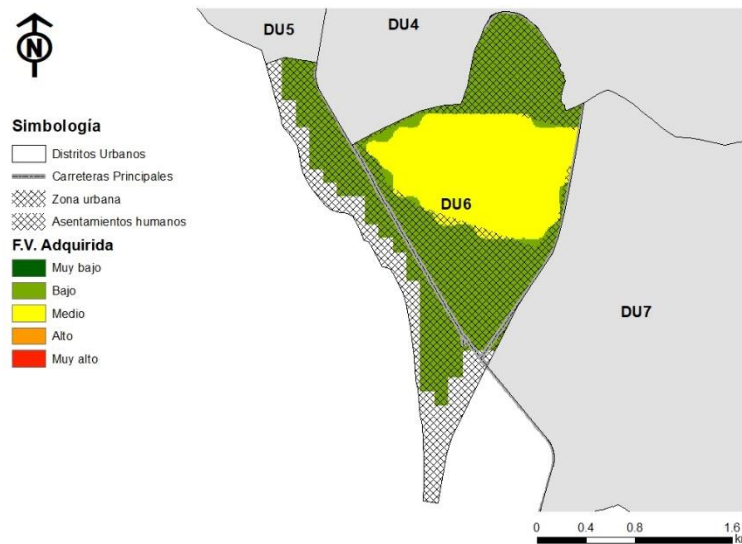 DU5
DU4
N
Simbología
Distritos Urbanos
Carreteras Principales
Zona urbana
Asentamientos humanos
F.V. Adquirida
Muy bajo
Bajo
Medio
Alto
Muy alto
DU6
DU7
0 0.4 0.8 1.6